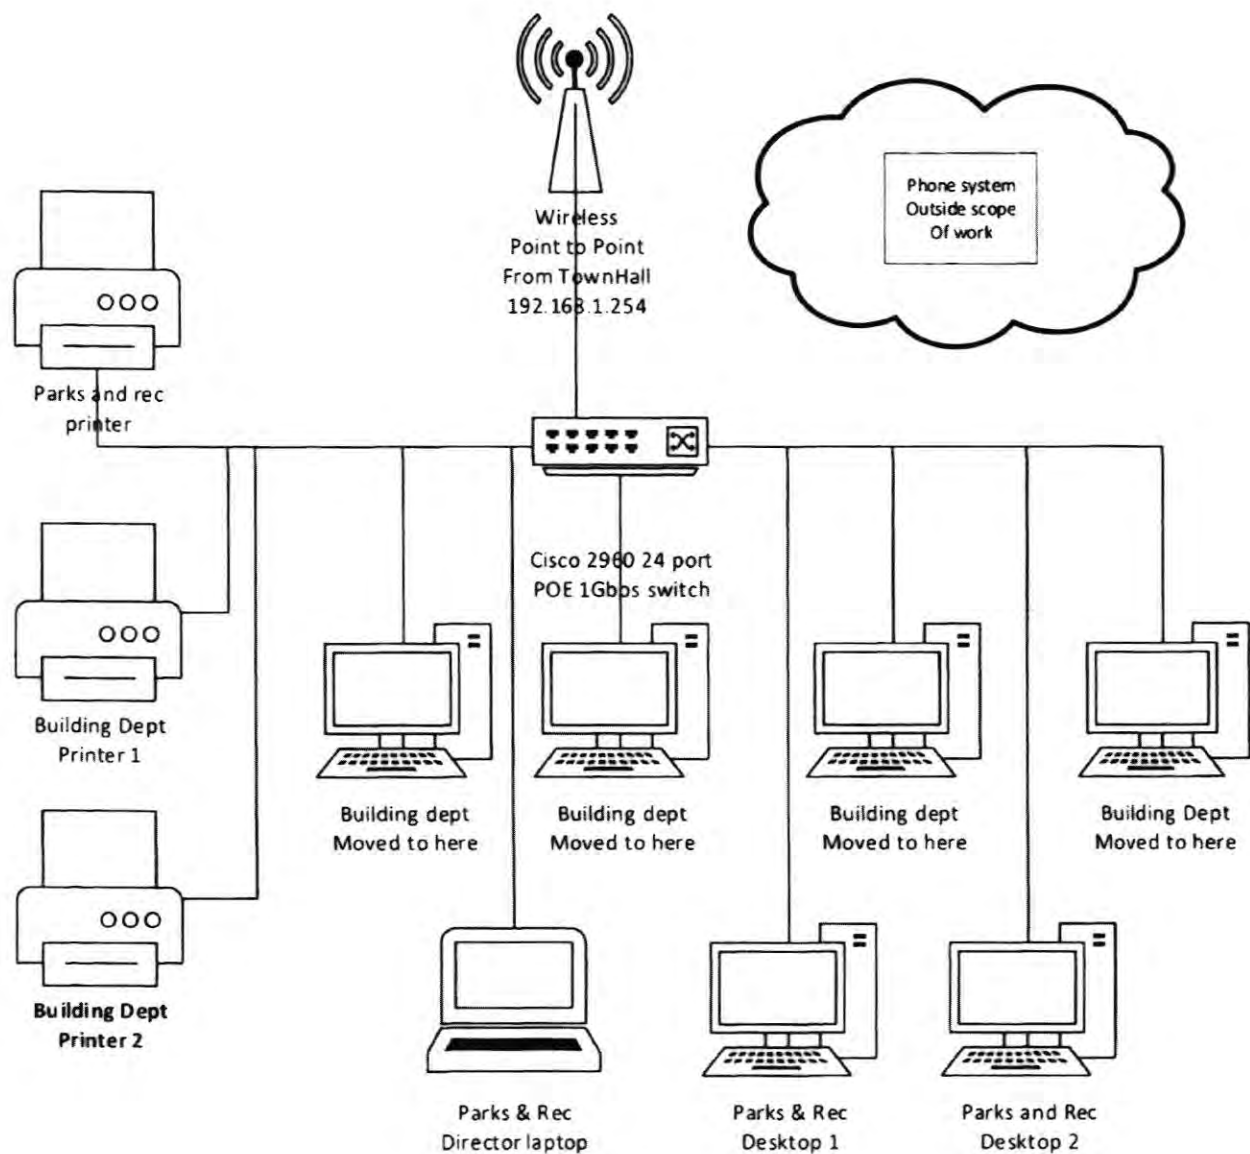 Wireless
Point to Point
From TownHall
192.168.1.254
Phone system
Outside scope
Of work
Parks and rec
printer
Cisco 2960 24 port
POE 1Gbps switch
Building Dept
Printer 1
Building dept
Moved to here
Building dept
Moved to here
Building dept
Moved to here
Building Dept
Moved to here
Building Dept
Printer 2
Parks & Rec
Director laptop
Parks & Rec
Desktop 1
Parks and Rec
Desktop 2